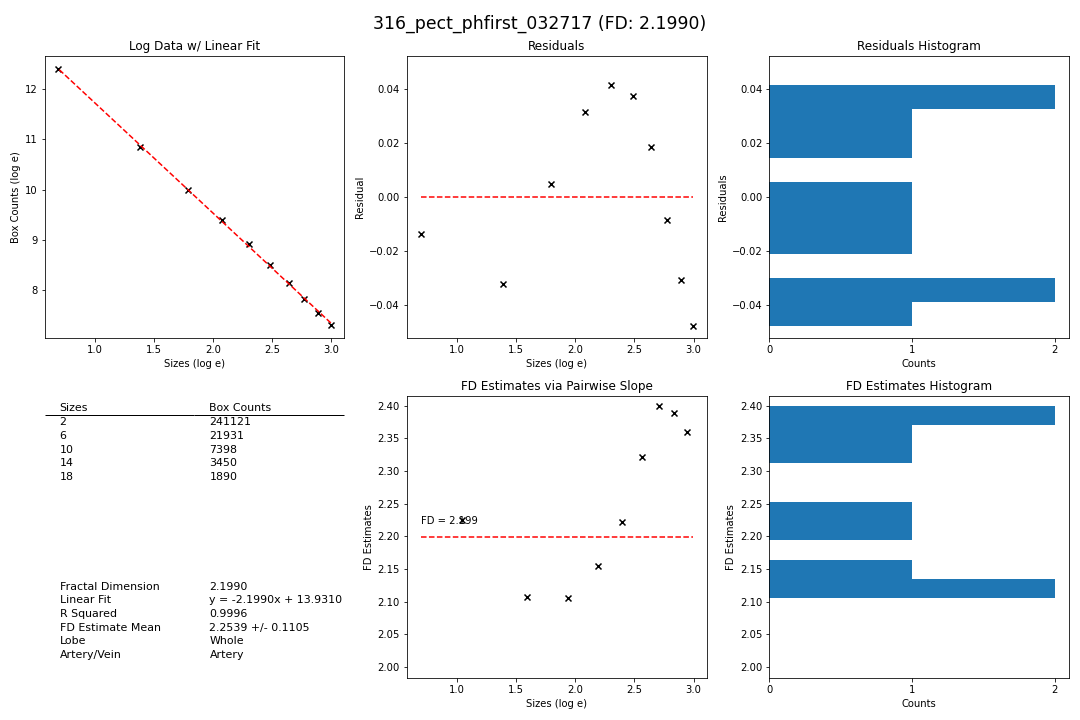 316_pect_phfirst_032717 (FD: 2.1990)
Log Data w/ Linear Fit
Box Counts (log e)
12
11
10
9
8
1.0 1.5 2.0 2.5 3.0
Sizes (log e)
Residuals
Residual
0.04
0.02
0.00
−0.02
−0.04
1.0 1.5 2.0 2.5 3.0
Sizes (log e)
Residuals Histogram
Residuals
0.04
0.02
0.00
−0.02
−0.04
0 1 2
Counts
Sizes Box Counts
2 241121
6 21931
10 7398
14 3450
18 1890
Fractal Dimension 2.1990
Linear Fit y = -2.1990x + 13.9310
R Squared 0.9996
FD Estimate Mean 2.2539 +/- 0.1105
Lobe Whole
Artery/Vein Artery
FD Estimates via Pairwise Slope
FD Estimates
2.40
2.35
2.30
2.25
2.20
2.15
2.10
2.05
2.00
FD = 2.199
1.0 1.5 2.0 2.5 3.0
Sizes (log e)
FD Estimates Histogram
FD Estimates
2.40
2.35
2.30
2.25
2.20
2.15
2.10
2.05
2.00
0 1 2
Counts